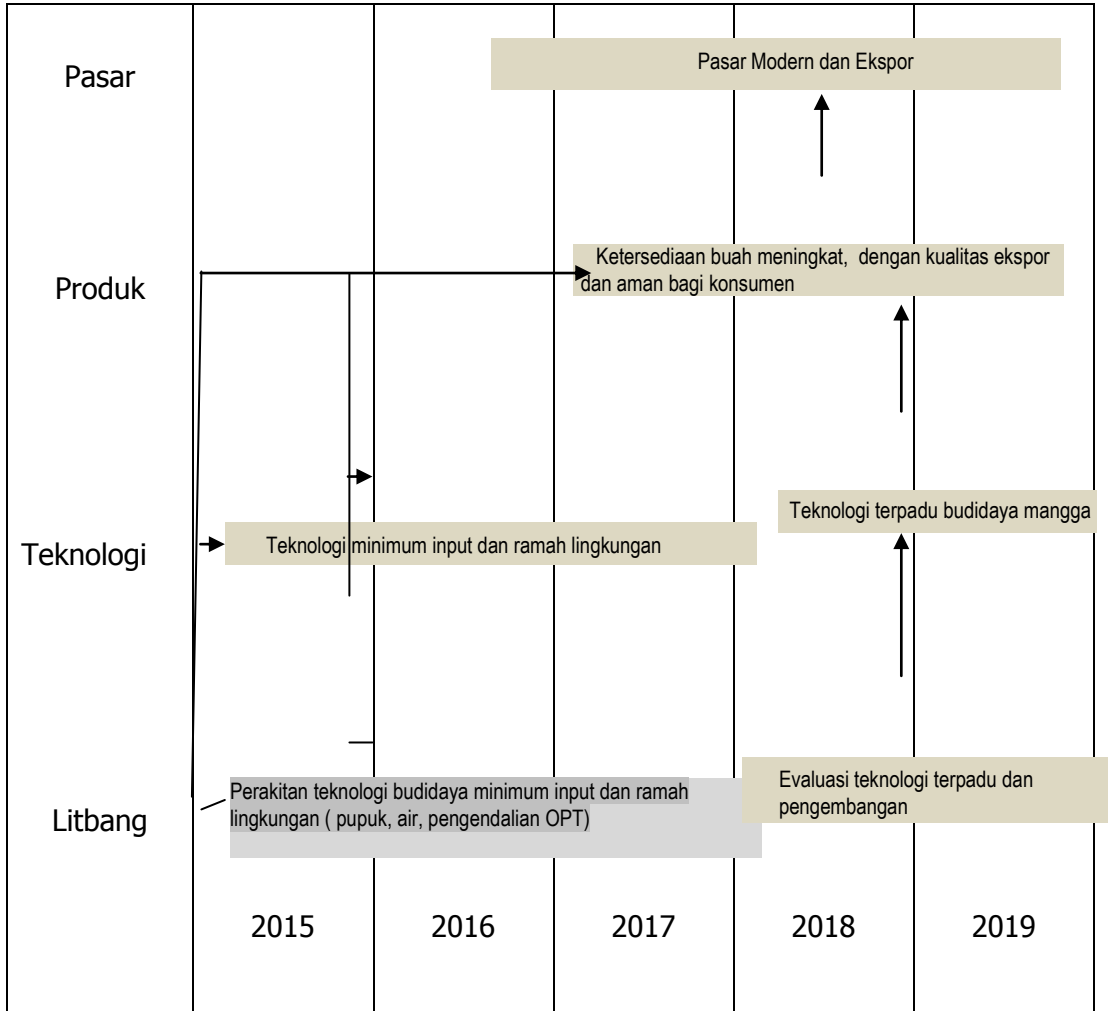 Pasar
Pasar Modern dan Ekspor
Produk
Ketersediaan buah meningkat, dengan kualitas ekspor
dan aman bagi konsumen
Teknologi
Teknologi minimum input dan ramah lingkungan
Teknologi terpadu budidaya mangga
Litbang
Perakitan teknologi budidaya minimum input dan ramah
lingkungan ( pupuk, air, pengendalian OPT)
Evaluasi teknologi terpadu dan
pengembangan
2015
2016
2017
2018
2019